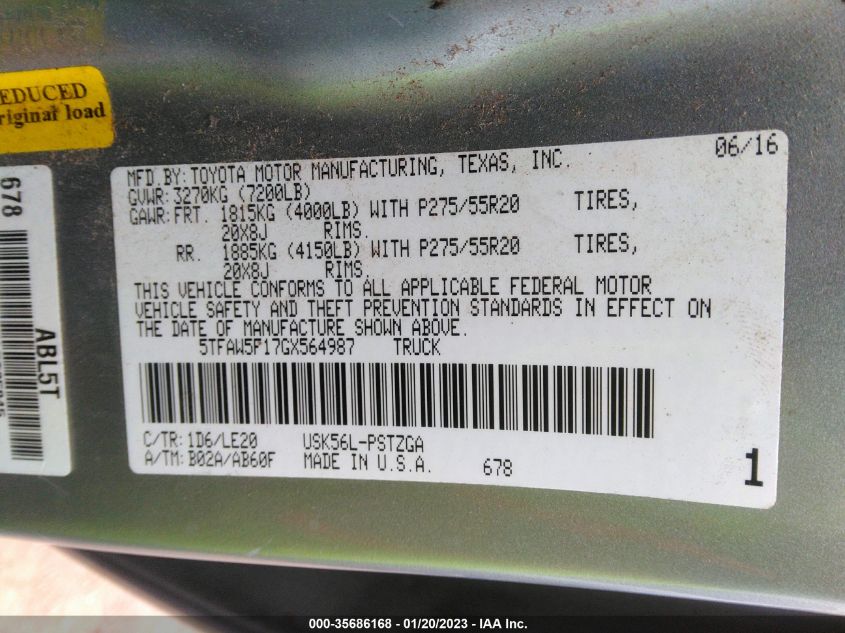 EDUCED
riginal load
678
ABL5T
06/16
MFD.BY: TOYOTA MOTOR MANUFACTURING, TEXAS, INC.
GVWR: 3270KG (7200LB)
GAWR: FRT. 1815KG (4000LB) WITH P275/55R20 TIRES,
20X8J RIMS.
RR. 1885KG (4150LB) WITH P275/55R20 TIRES,
20X8J RIMS.
THIS VEHICLE CONFORMS TO ALL APPLICABLE FEDERAL MOTOR
VEHICLE SAFETY AND THEFT PREVENTION STANDARDS IN EFFECT ON
THE DATE OF MANUFACTURE SHOWN ABOVE.
5TFAW5F17GX564987 TRUCK
C/TR: 1D6/LE20 USK56L-PSTZGA
A/TM: B02A/AB60F MADE IN U.S.A. 678
1
000-35686168 — 01/20/2023 — IAA Inc.